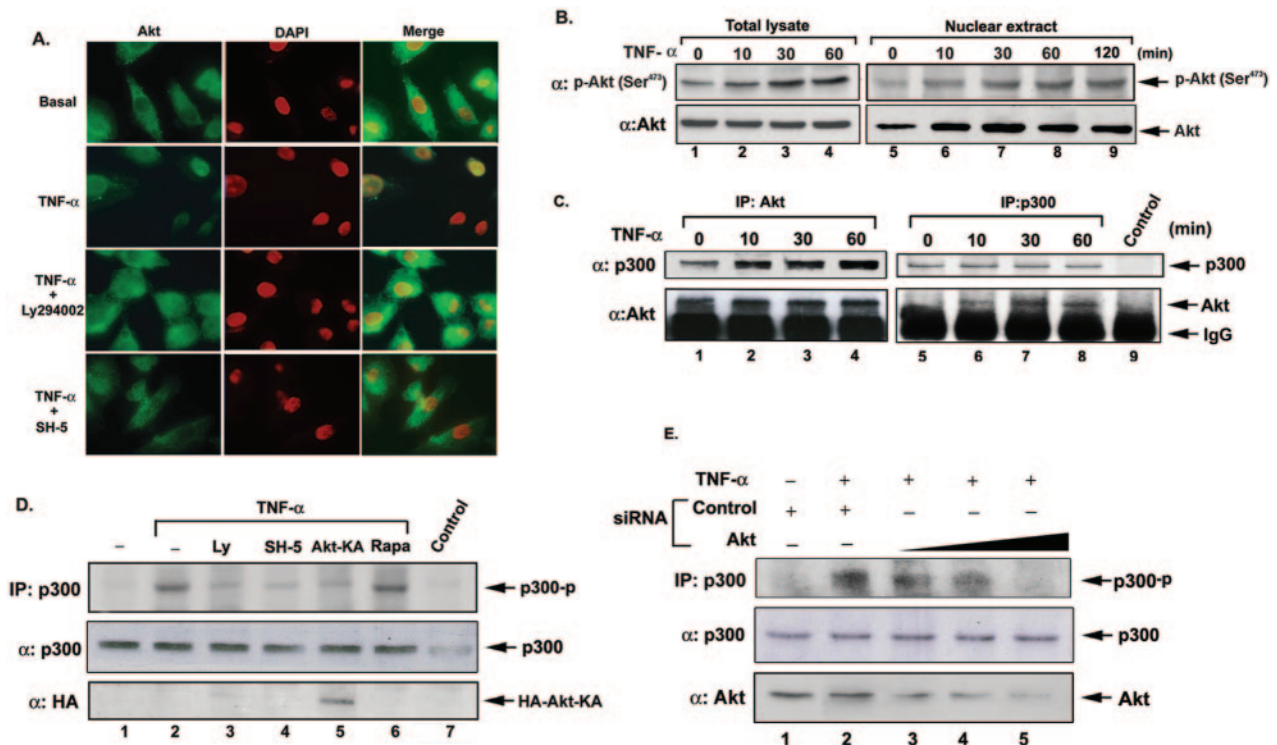 A.
Akt DAPI Merge
Basal
TNF-α
TNF-α
+
Ly294002
TNF-α
+
SH-5
B.
Total lysate Nuclear extract
TNF- α 0 10 30 60 0 10 30 60 120 (min)
α: p-Akt (Ser473) p-Akt (Ser473)
α:Akt Akt
1 2 3 4 5 6 7 8 9
C.
IP: Akt IP:p300
TNF-α 0 10 30 60 0 10 30 60 Control (min)
α: p300 p300
α:Akt Akt
IgG
1 2 3 4 5 6 7 8 9
D.
TNF-α
– – Ly SH-5 Akt-KA Rapa Control
IP: p300 p300-p
α: p300 p300
α: HA HA-Akt-KA
1 2 3 4 5 6 7
E.
TNF-α – + + + +
siRNA
Control + + – – –
Akt – –
IP: p300 p300-p
α: p300 p300
α: Akt Akt
1 2 3 4 5